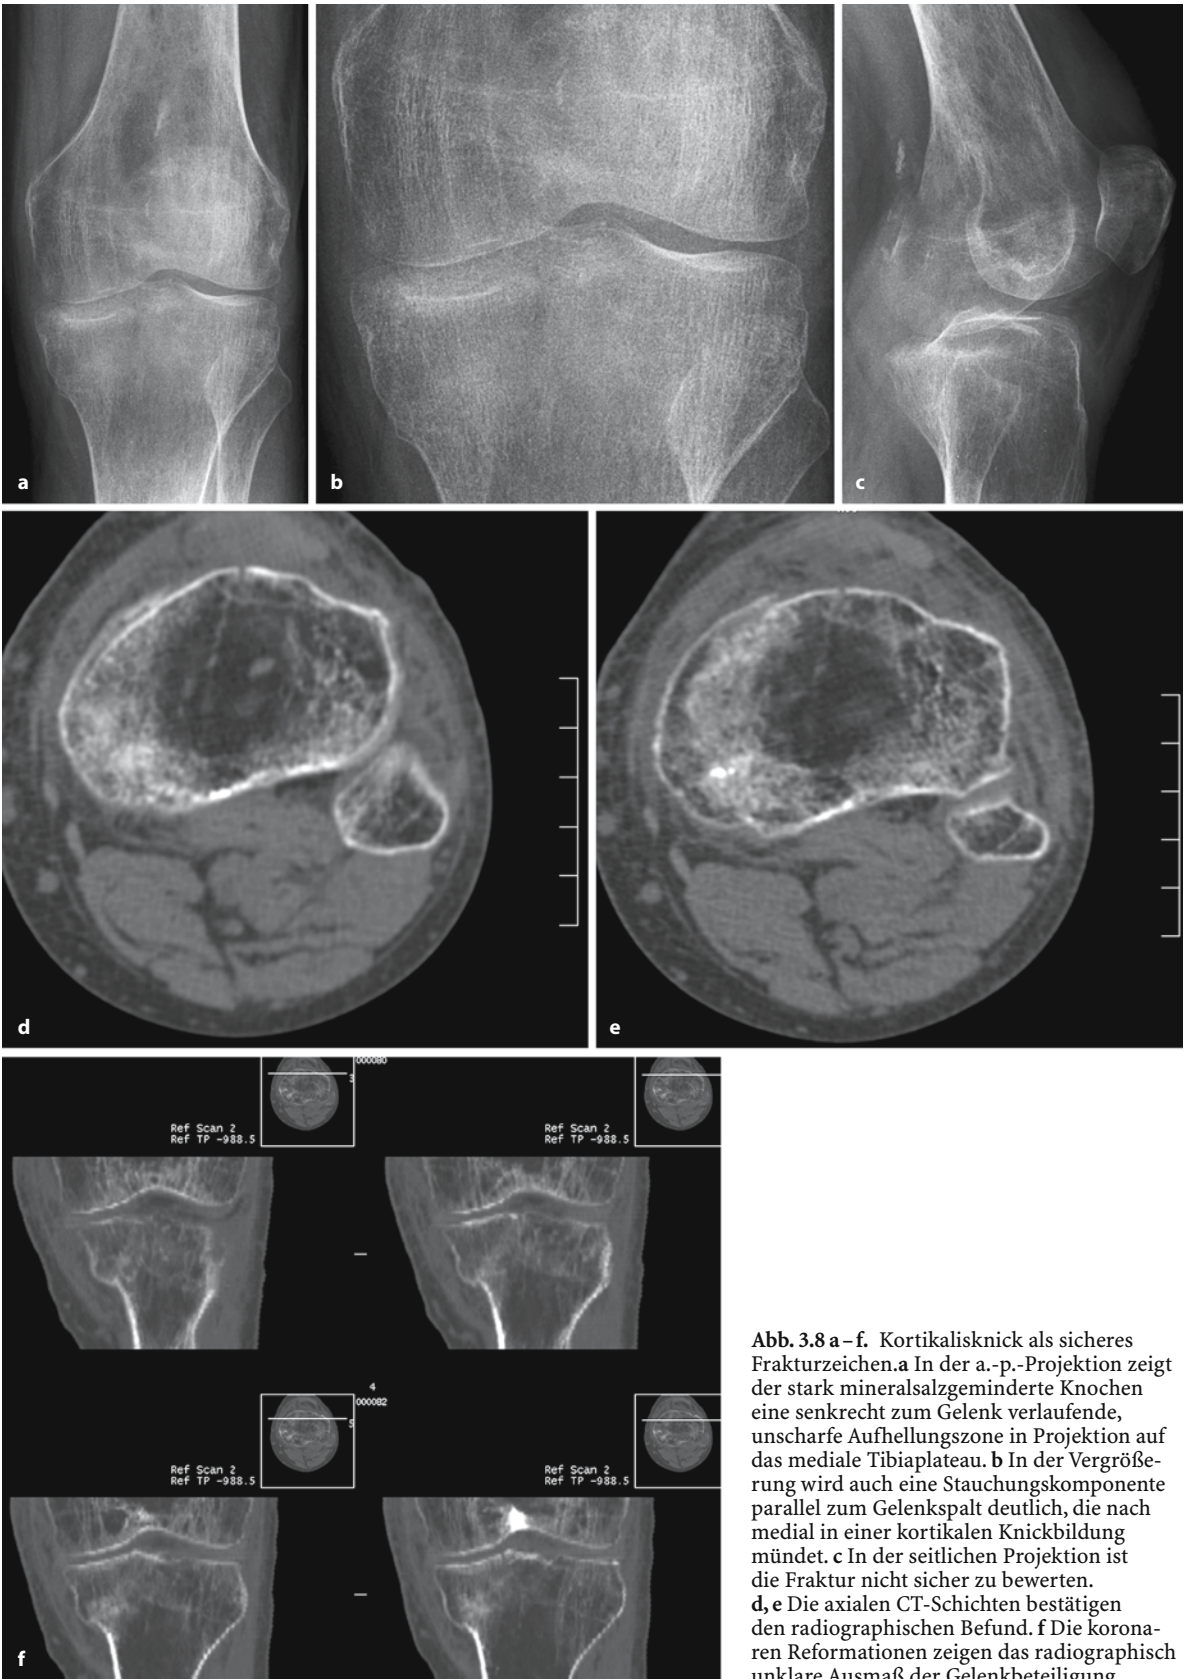 a
b
c
d
e
000080
Ref Scan 2
Ref TP -988.5
Ref Scan 2
Ref TP -988.5
4
000082
Ref Scan 2
Ref TP -988.5
Ref Scan 2
Ref TP -988.5
f
Abb. 3.8 a – f. Kortikalisknick als sicheres
Frakturzeichen.a In der a.-p.-Projektion zeigt
der stark mineralsalzgeminderte Knochen
eine senkrecht zum Gelenk verlaufende,
unscharfe Aufhellungszone in Projektion auf
das mediale Tibiaplateau. b In der Vergröße-
rung wird auch eine Stauchungskomponente
parallel zum Gelenkspalt deutlich, die nach
medial in einer kortikalen Knickbildung
mündet. c In der seitlichen Projektion ist
die Fraktur nicht sicher zu bewerten.
d, e Die axialen CT-Schichten bestätigen
den radiographischen Befund. f Die korona-
ren Reformationen zeigen das radiographisch
unklare Ausmaß der Gelenkbeteiligung